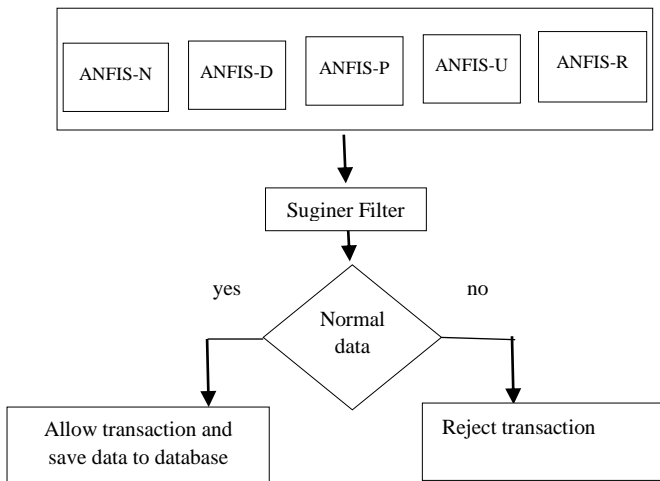 ANFIS-N ANFIS-D ANFIS-P ANFIS-U ANFIS-R
Suginer Filter
yes
no
Normal
data
Allow transaction and
save data to database
Reject transaction